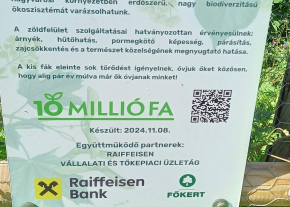 nagyvárosi környezetben erdőszerű, nagy biodiverzitású
ökoszisztémát varázsolhatunk.
A zöldfelület szolgáltatásai hatványozottan érvényesülnek:
árnyék, hűtőhatás, pormegkötő képesség, párásítás,
zajcsökkentés és a természet közelségének megnyugtató hatása.
A kis fák eleinte sok törődést igényelnek, óvjuk őket közösen,
hogy alig pár év múlva már ők óvjanak minket!
10 MILLIÓ FA
Készült: 2024.11.08.
Együttműködő partnerek:
RAIFFEISEN
VÁLLALATI ÉS TŐKEPIACI ÜZLETÁG
Raiffeisen
Bank
FŐKERT